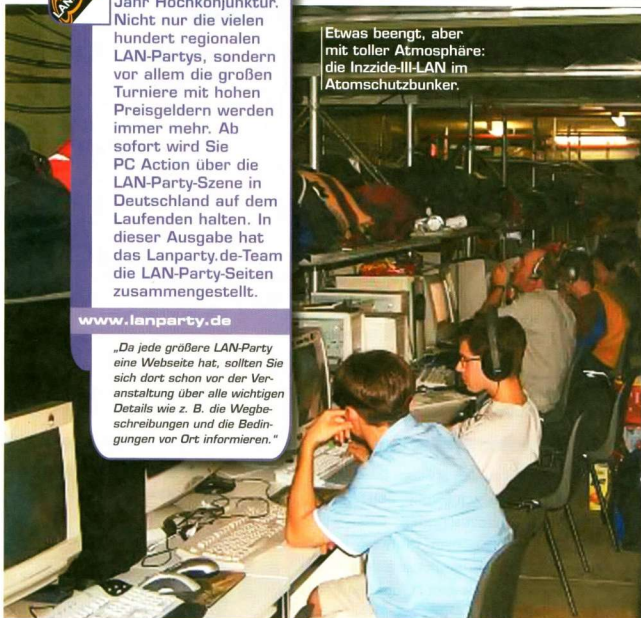 LAN
Jahr Hochkonjunktur.
Nicht nur die vielen
hundert regionalen
LAN-Partys, sondern
vor allem die großen
Turniere mit hohen
Preisgeldern werden
immer mehr. Ab
sofort wird Sie
PC Action über die
LAN-Party-Szene in
Deutschland auf dem
Laufenden halten. In
dieser Ausgabe hat
das Lanparty.de-Team
die LAN-Party-Seiten
zusammengestellt.
www.lanparty.de
„Da jede größere LAN-Party
eine Webseite hat, sollten Sie
sich dort schon vor der Ver-
anstaltung über alle wichtigen
Details wie z. B. die Wegbe-
schreibungen und die Bedin-
gungen vor Ort informieren."
Etwas beengt, aber
mit toller Atmosphäre:
die Inzzide-III-LAN im
Atomschutzbunker.